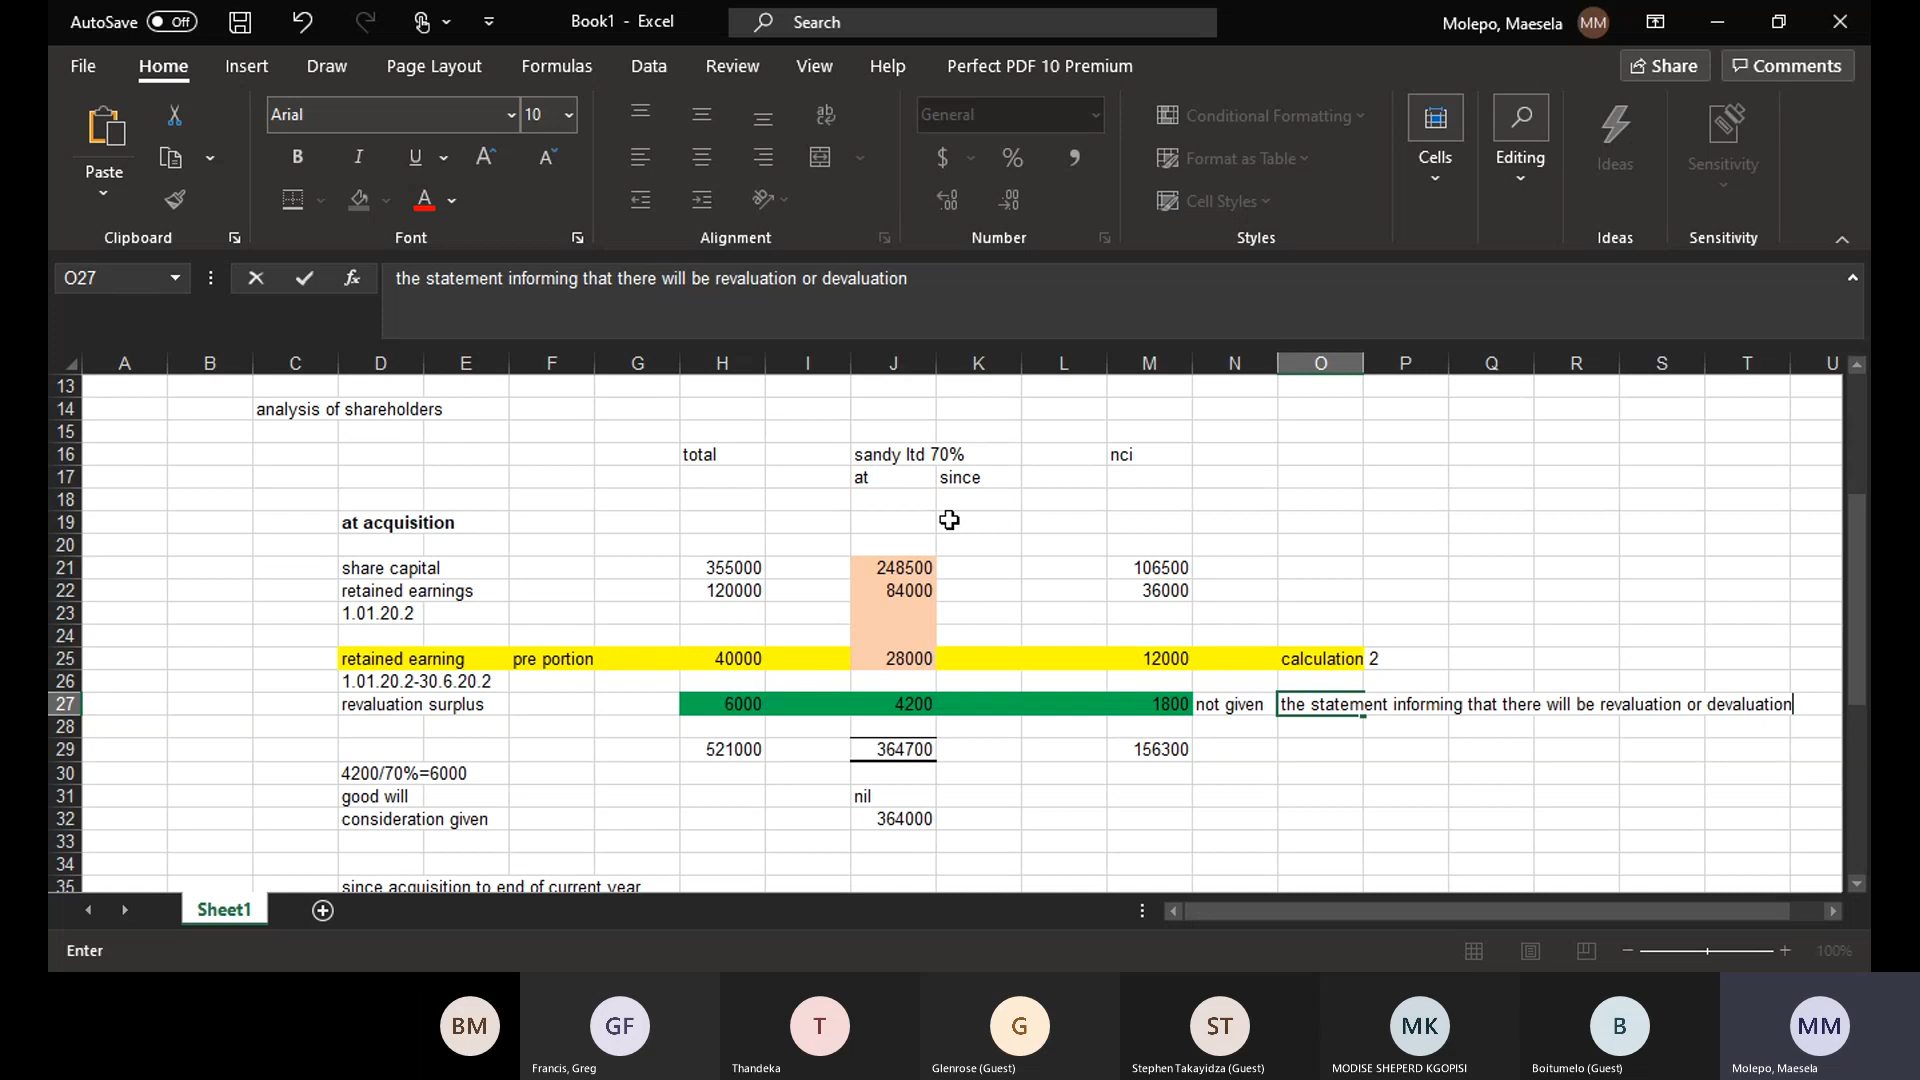 AutoSave Off Book1 - Excel Search Molepo, Maesela MM
File Home Insert Draw Page Layout Formulas Data Review View Help Perfect PDF 10 Premium Share Comments
Paste Arial 10 General Conditional Formatting Format as Table Cell Styles Cells Editing Ideas Sensitivity
Clipboard Font Alignment Number Styles Ideas Sensitivity
O27 fx the statement informing that there will be revaluation or devaluation
A B C D E F G H I J K L M N O P Q R S T U
13
14 analysis of shareholders
15
16 total sandy ltd 70% nci
17 at since
18
19 at acquisition
20
21 share capital 355000 248500 106500
22 retained earnings 120000 84000 36000
23 1.01.20.2
24
25 retained earning pre portion 40000 28000 12000 calculation 2
26 1.01.20.2-30.6.20.2
27 revaluation surplus 6000 4200 1800 not given the statement informing that there will be revaluation or devaluation
28
29 521000 364700 156300
30 4200/70%=6000
31 good will nil
32 consideration given 364000
33
34
35 since acquisition to end of current year
Sheet1
Enter 100%
BM GF T G ST MK B MM
Francis, Greg Thandeka Glenrose (Guest) Stephen Takayidza (Guest) MODISE SHEPERD KGOPISI Boitumelo (Guest) Molepo, Maesela